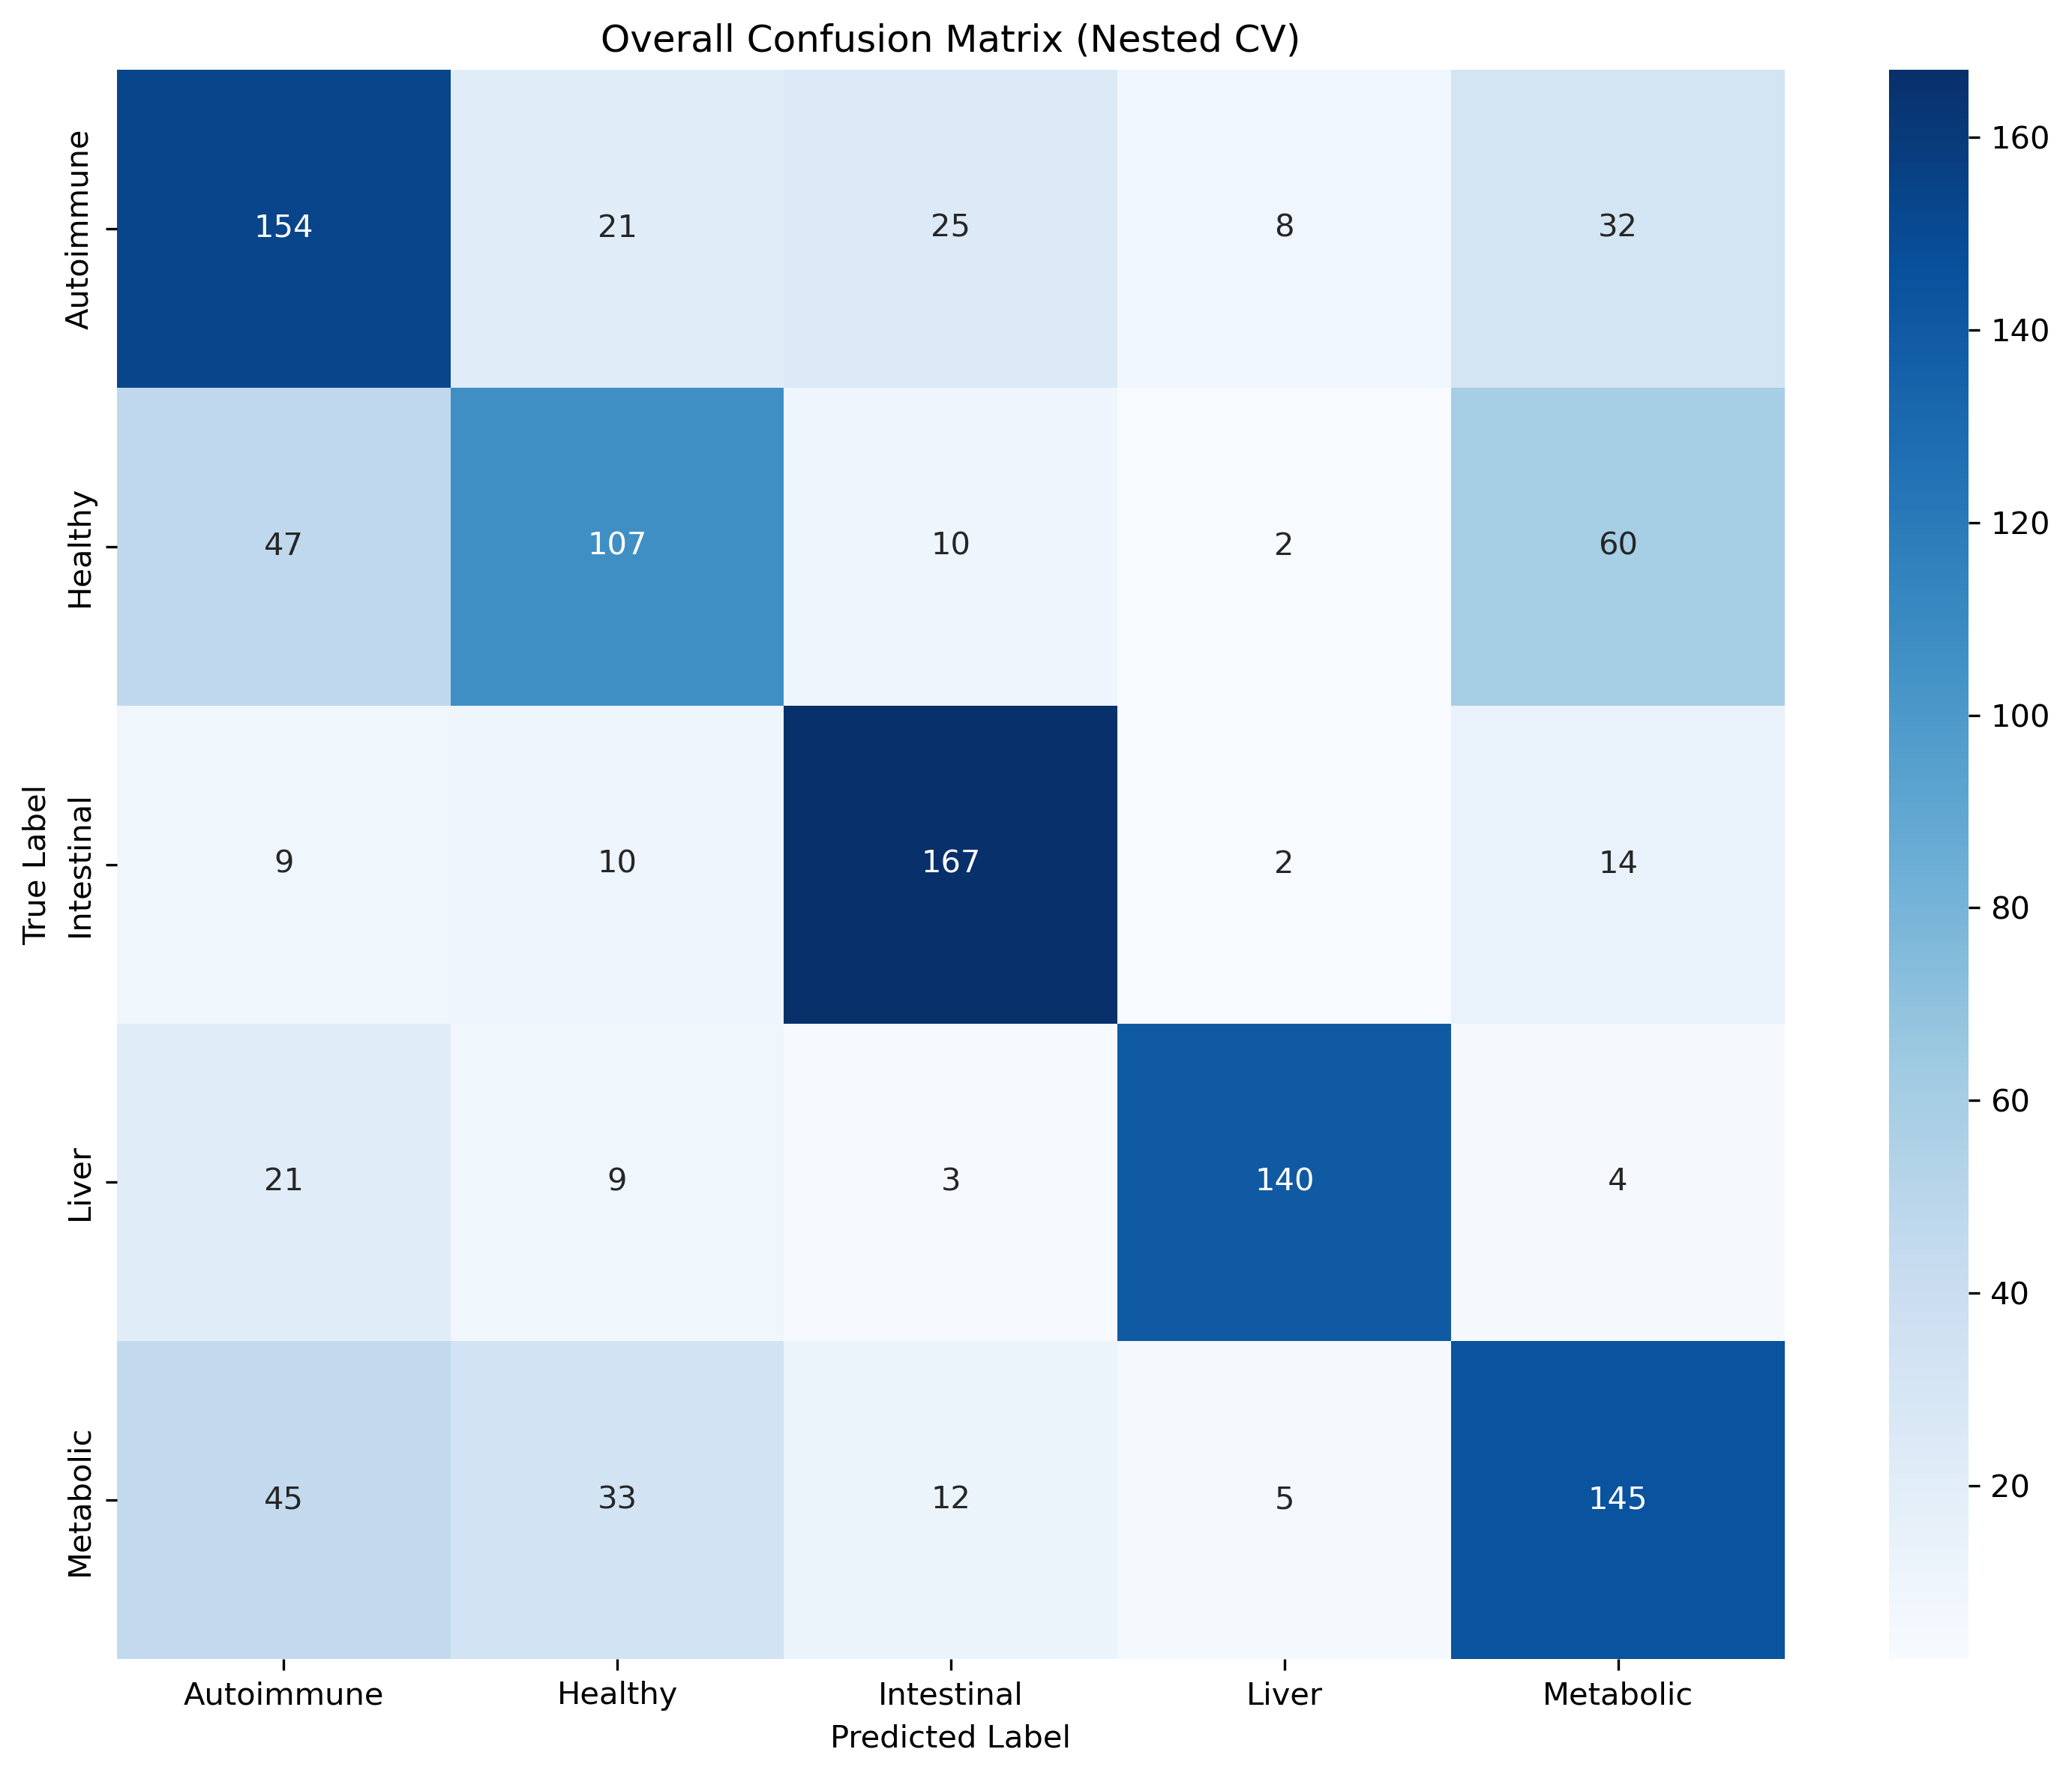 Overall Confusion Matrix (Nested CV)
True Label
Autoimmune
154 21 25 8 32
Healthy
47 107 10 2 60
Intestinal
9 10 167 2 14
Liver
21 9 3 140 4
Metabolic
45 33 12 5 145
Autoimmune Healthy Intestinal Liver Metabolic
Predicted Label
160
140
120
100
80
60
40
20